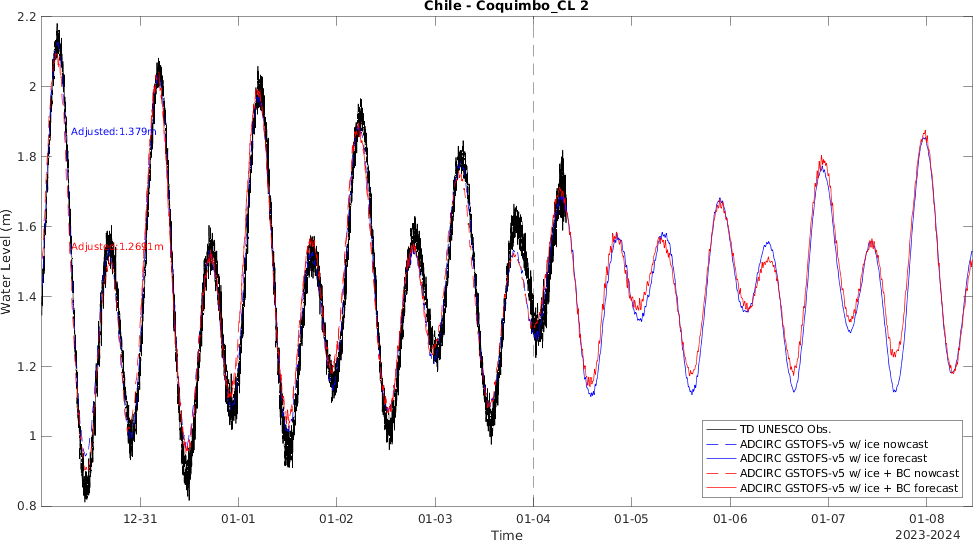 Chile - Coquimbo_CL 2
2.2
2
1.8
1.6
1.4
1.2
1
0.8
Water Level (m)
Adjusted:1.379m
Adjusted:1.2691m
TD UNESCO Obs.
ADCIRC GSTOFS-v5 w/ ice nowcast
ADCIRC GSTOFS-v5 w/ ice forecast
ADCIRC GSTOFS-v5 w/ ice + BC nowcast
ADCIRC GSTOFS-v5 w/ ice + BC forecast
12-31 01-01 01-02 01-03 01-04 01-05 01-06 01-07 01-08
Time
2023-2024